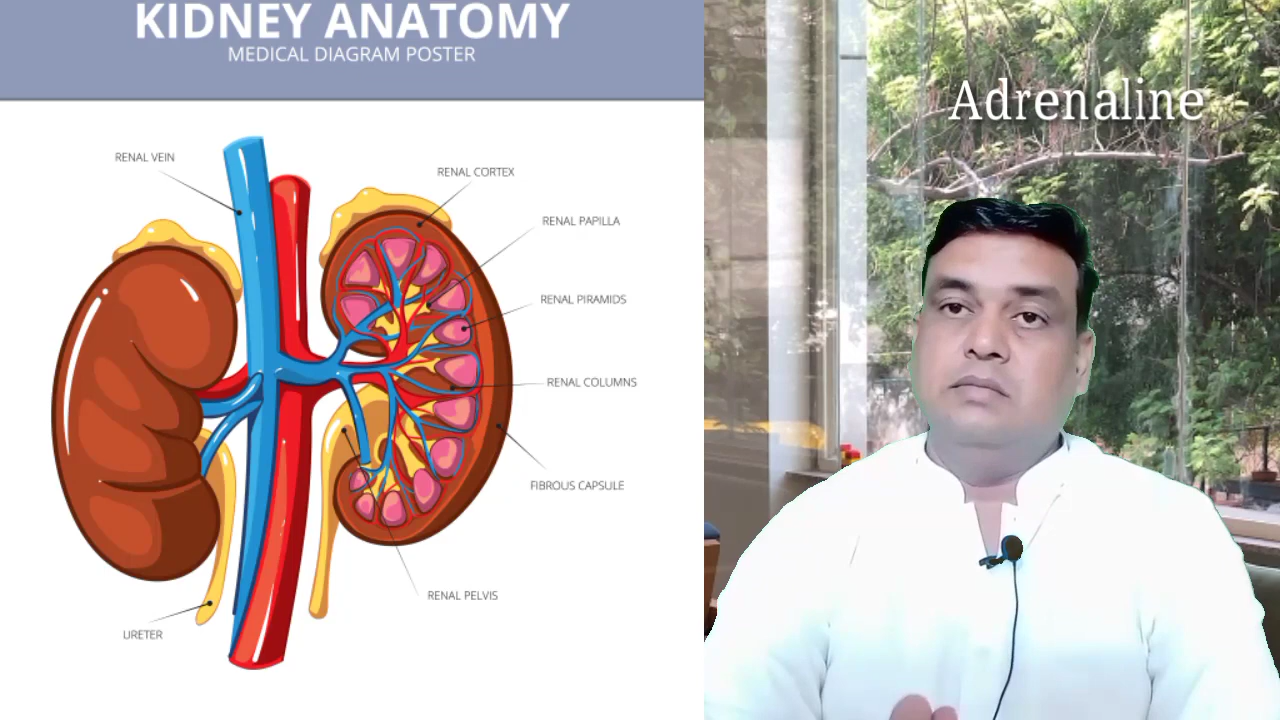 KIDNEY ANATOMY
MEDICAL DIAGRAM POSTER
RENAL VEIN
RENAL CORTEX
RENAL PAPILLA
RENAL PIRAMIDS
RENAL COLUMNS
FIBROUS CAPSULE
RENAL PELVIS
URETER
Adrenaline